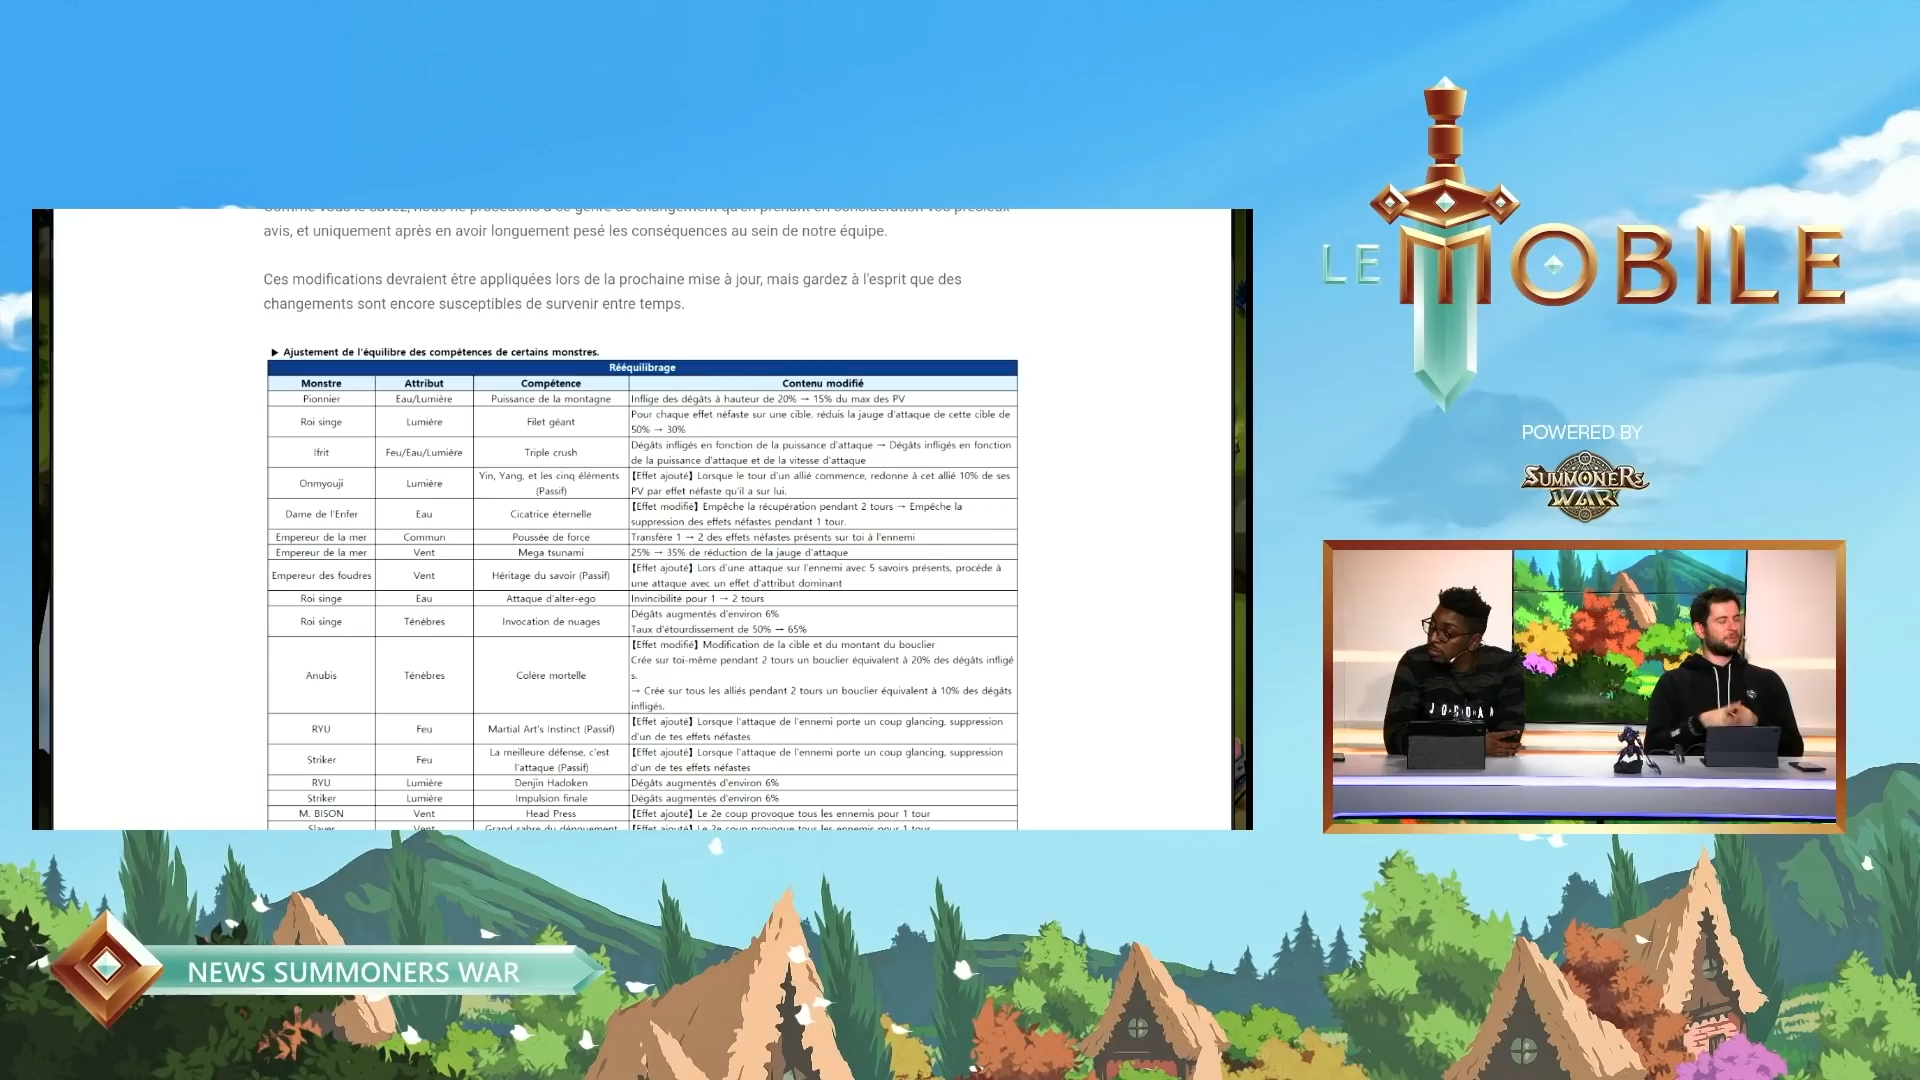 avis, et uniquement après en avoir longuement pesé les conséquences au sein de notre équipe.
Ces modifications devraient être appliquées lors de la prochaine mise à jour, mais gardez à l'esprit que des
changements sont encore susceptibles de survenir entre temps.
▶ Ajustement de l'équilibre des compétences de certains monstres.
Rééquilibrage
Monstre Attribut Compétence Contenu modifié
Pionnier Eau/Lumière Puissance de la montagne Inflige des dégâts à hauteur de 20% → 15% du max des PV
Roi singe Lumière Filet géant Pour chaque effet néfaste sur une cible, réduis la jauge d'attaque de cette cible de
50% → 30%
Ifrit Feu/Eau/Lumière Triple crush Dégâts infligés en fonction de la puissance d'attaque → Dégâts infligés en fonction
de la puissance d'attaque et de la vitesse d'attaque
Onmyouji Lumière Yin, Yang, et les cinq éléments
(Passif) 【Effet ajouté】 Lorsque le tour d'un allié commence, redonne à cet allié 10% de ses
PV par effet néfaste qu'il a sur lui.
Dame de l'Enfer Eau Cicatrice éternelle 【Effet modifié】 Empêche la récupération pendant 2 tours → Empêche la
suppression des effets néfastes pendant 1 tour.
Empereur de la mer Commun Poussée de force Transfère 1 → 2 des effets néfastes présents sur toi à l'ennemi
Empereur de la mer Vent Mega tsunami 25% → 35% de réduction de la jauge d'attaque
Empereur des foudres Vent Héritage du savoir (Passif) 【Effet ajouté】 Lors d'une attaque sur l'ennemi avec 5 savoirs présents, procède à
une attaque avec un effet d'attribut dominant
Roi singe Eau Attaque d'alter-ego Invincibilité pour 1 → 2 tours
Roi singe Ténèbres Invocation de nuages Dégâts augmentés d'environ 6%
Taux d'étourdissement de 50% → 65%
Anubis Ténèbres Colère mortelle 【Effet modifié】 Modification de la cible et du montant du bouclier
Crée sur toi-même pendant 2 tours un bouclier équivalent à 20% des dégâts infligé
s.
→ Crée sur tous les alliés pendant 2 tours un bouclier équivalent à 10% des dégâts
infligés.
RYU Feu Martial Art's Instinct (Passif) 【Effet ajouté】 Lorsque l'attaque de l'ennemi porte un coup glancing, suppression
d'un de tes effets néfastes
Striker Feu La meilleure défense, c'est
l'attaque (Passif) 【Effet ajouté】 Lorsque l'attaque de l'ennemi porte un coup glancing, suppression
d'un de tes effets néfastes
RYU Lumière Denjin Hadoken Dégâts augmentés d'environ 6%
Striker Lumière Impulsion finale Dégâts augmentés d'environ 6%
M. BISON Vent Head Press 【Effet ajouté】 Le 2e coup provoque tous les ennemis pour 1 tour
Slayer Vent Grand sabre du dénouement 【Effet ajouté】 Le 2e coup provoque tous les ennemis pour 1 tour
LE MOBILE
POWERED BY
SUMMONERS
WAR
JORDAN
NEWS SUMMONERS WAR